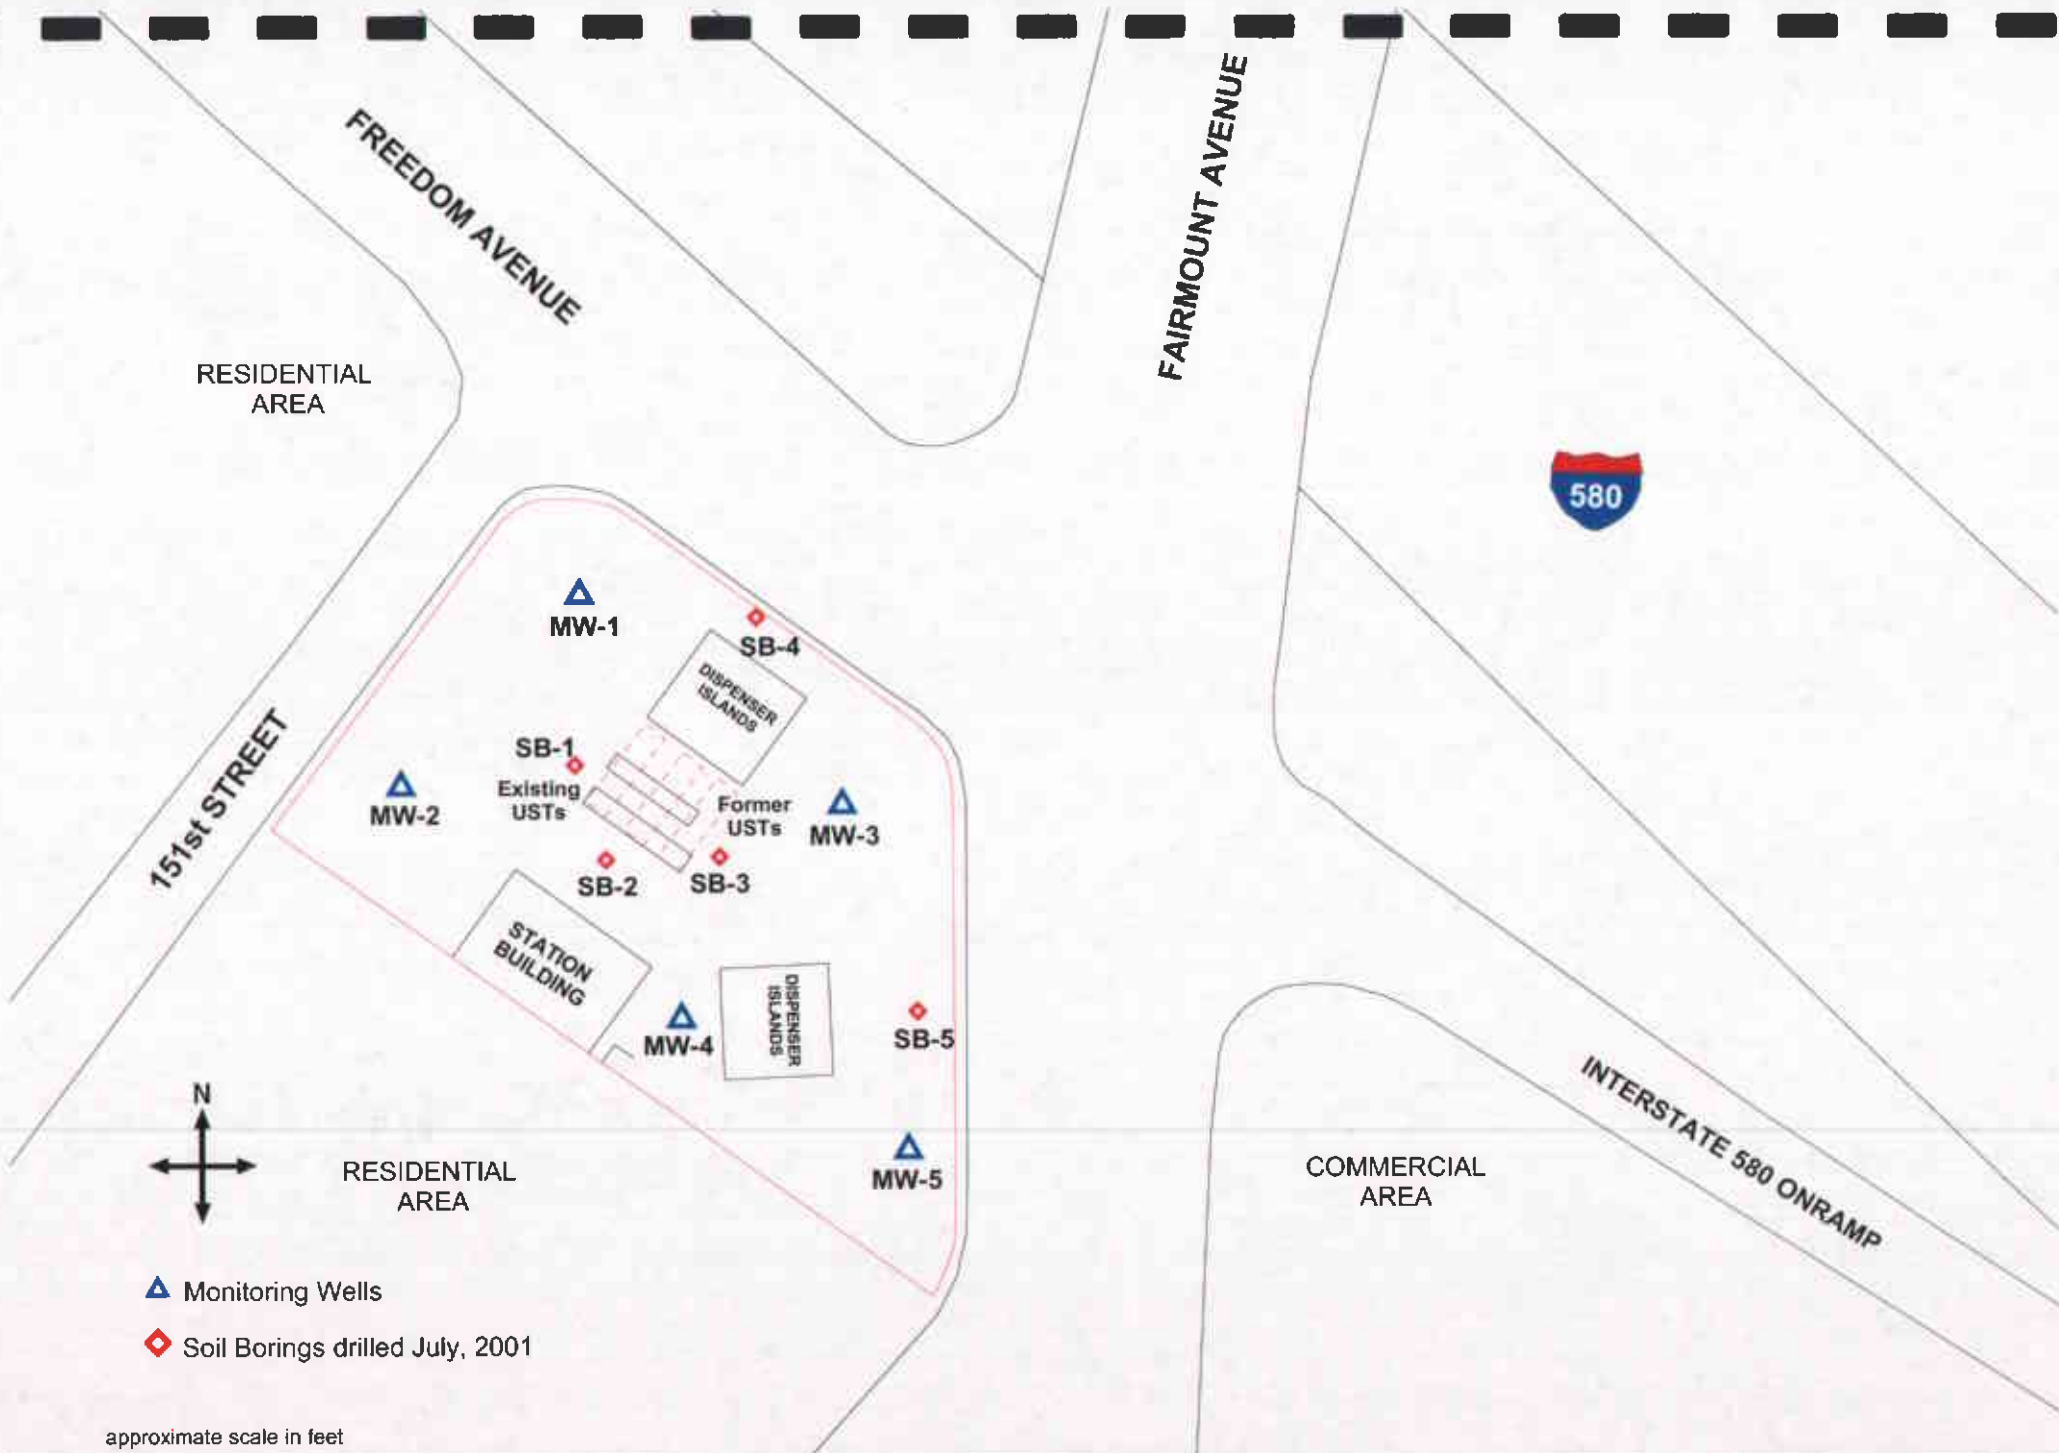 FREEDOM AVENUE
FAIRMOUNT AVENUE
RESIDENTIAL
AREA
580
MW-1
SB-4
DISPENSER
ISLANDS
151st STREET
SB-1
Existing
USTs
MW-2
Former
USTs
MW-3
SB-2
SB-3
STATION
BUILDING
DISPENSER
ISLANDS
MW-4
SB-5
INTERSTATE 580 ONRAMP
N
RESIDENTIAL
AREA
MW-5
COMMERCIAL
AREA
Monitoring Wells
Soil Borings drilled July, 2001
approximate scale in feet